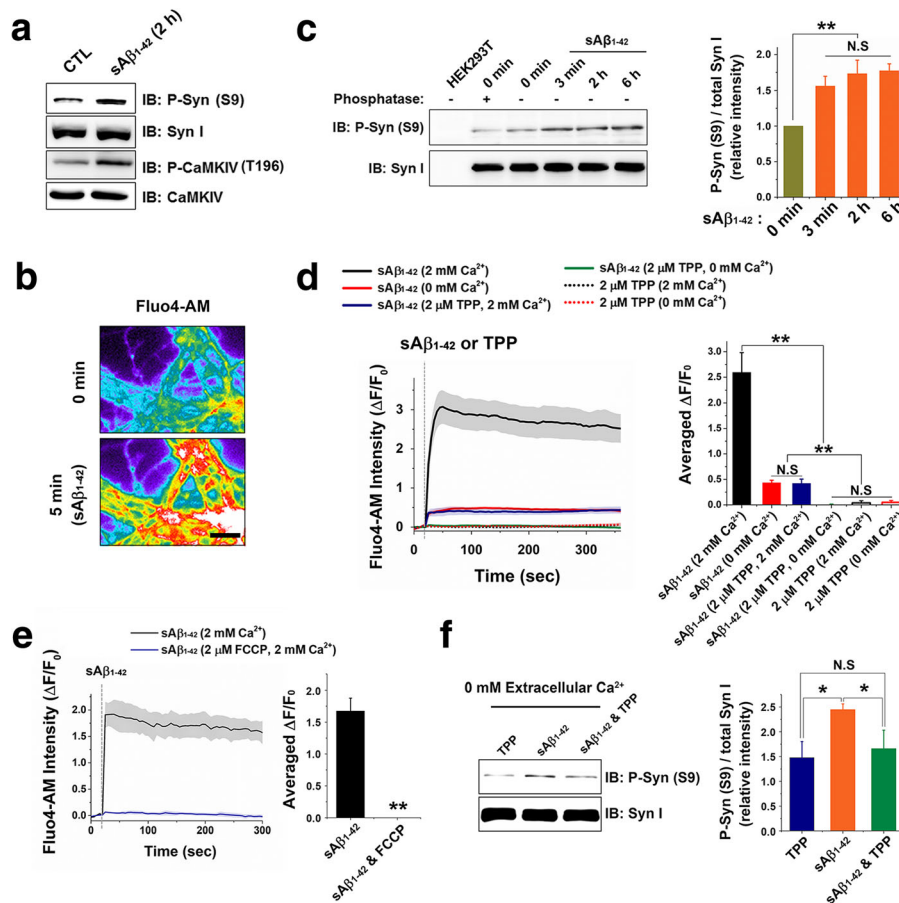 a
CTL
sAβ1-42 (2 h)
IB: P-Syn (S9)
IB: Syn I
IB: P-CaMKIV (T196)
IB: CaMKIV
b
Fluo4-AM
0 min
5 min
(sAβ1-42)
c
HEK293T
0 min
0 min
sAβ1-42
3 min
2 h
6 h
Phosphatase: - + - - - -
IB: P-Syn (S9)
IB: Syn I
P-Syn (S9) / total Syn I
(relative intensity)
2.0
1.5
1.0
0.5
0.0
**
N.S
sAβ1-42 :
0 min
3 min
2 h
6 h
d
sAβ1-42 (2 mM Ca2+)
sAβ1-42 (0 mM Ca2+)
sAβ1-42 (2 μM TPP, 2 mM Ca2+)
sAβ1-42 (2 μM TPP, 0 mM Ca2+)
2 μM TPP (2 mM Ca2+)
2 μM TPP (0 mM Ca2+)
sAβ1-42 or TPP
Fluo4-AM Intensity (ΔF/F0)
3
2
1
0
0 100 200 300
Time (sec)
Averaged ΔF/F0
3.0
2.5
2.0
1.5
1.0
0.5
0.0
**
**
N.S
N.S
sAβ1-42 (2 mM Ca2+)
sAβ1-42 (0 mM Ca2+)
sAβ1-42 (2 μM TPP, 2 mM Ca2+)
sAβ1-42 (2 μM TPP, 0 mM Ca2+)
2 μM TPP (2 mM Ca2+)
2 μM TPP (0 mM Ca2+)
e
sAβ1-42 (2 mM Ca2+)
sAβ1-42 (2 μM FCCP, 2 mM Ca2+)
sAβ1-42
Fluo4-AM Intensity (ΔF/F0)
2.0
1.5
1.0
0.5
0.0
0 100 200 300
Time (sec)
Averaged ΔF/F0
2.0
1.5
1.0
0.5
0.0
**
sAβ1-42
sAβ1-42 & FCCP
f
0 mM Extracellular Ca2+
TPP
sAβ1-42
sAβ1-42 & TPP
IB: P-Syn (S9)
IB: Syn I
P-Syn (S9) / total Syn I
(relative intensity)
2.5
2.0
1.5
1.0
0.5
0.0
N.S
* *
TPP
sAβ1-42
sAβ1-42 & TPP